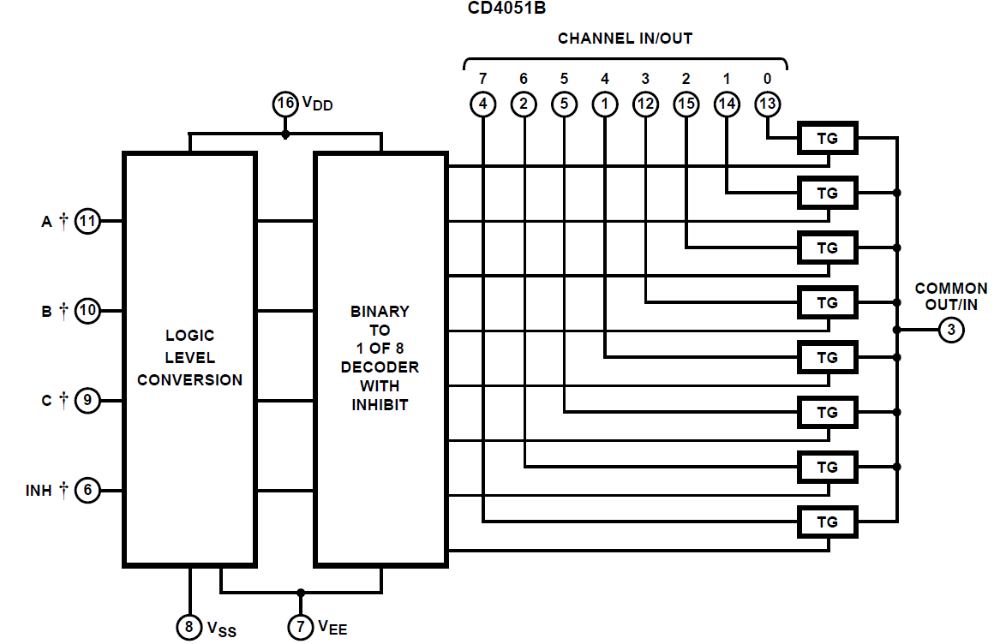 CD4051B
CHANNEL IN/OUT
7 6 5 4 3 2 1 0
4 2 5 1 12 15 14 13
16 VDD
TG
TG
TG
TG
TG
TG
TG
TG
A † 11
B † 10
C † 9
INH † 6
LOGIC
LEVEL
CONVERSION
BINARY
TO
1 OF 8
DECODER
WITH
INHIBIT
COMMON
OUT/IN
3
8 VSS
7 VEE